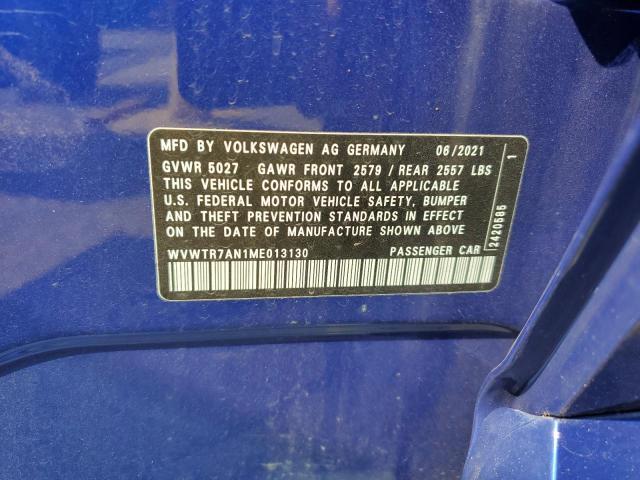 MFD BY VOLKSWAGEN AG GERMANY 06/2021
GVWR 5027 GAWR FRONT 2579 / REAR 2557 LBS
THIS VEHICLE CONFORMS TO ALL APPLICABLE
U.S. FEDERAL MOTOR VEHICLE SAFETY, BUMPER
AND THEFT PREVENTION STANDARDS IN EFFECT
ON THE DATE OF MANUFACTURE SHOWN ABOVE
WVWTR7AN1ME013130 PASSENGER CAR
2420585 1